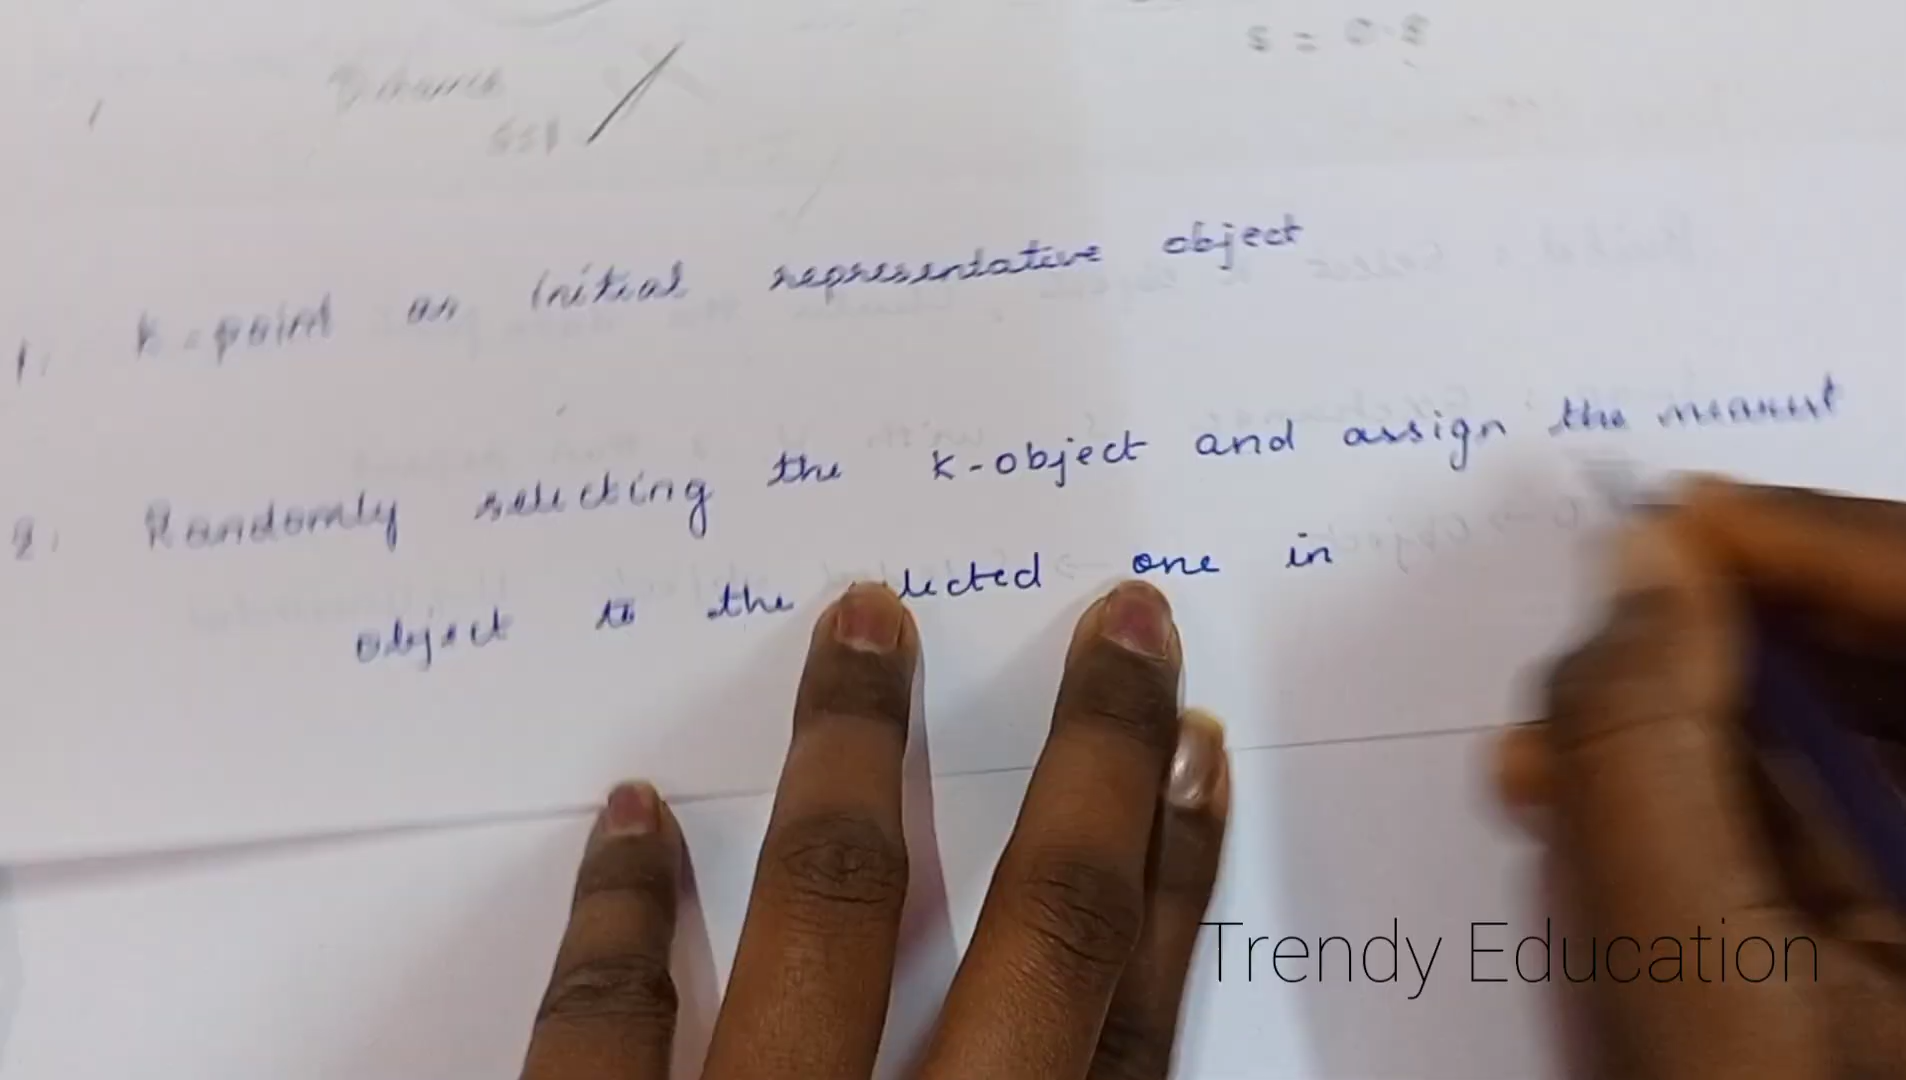 s = 0.8
1. K-point as initial representative object
2. Randomly selecting the k-object and assign the nearest
object to the selected one in
Trendy Education